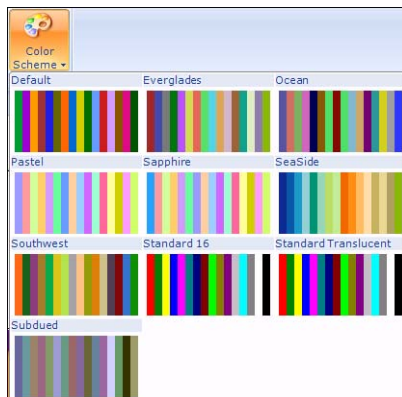 Color
Scheme
Default Everglades Ocean
Pastel Sapphire SeaSide
Southwest Standard 16 Standard Translucent
Subdued